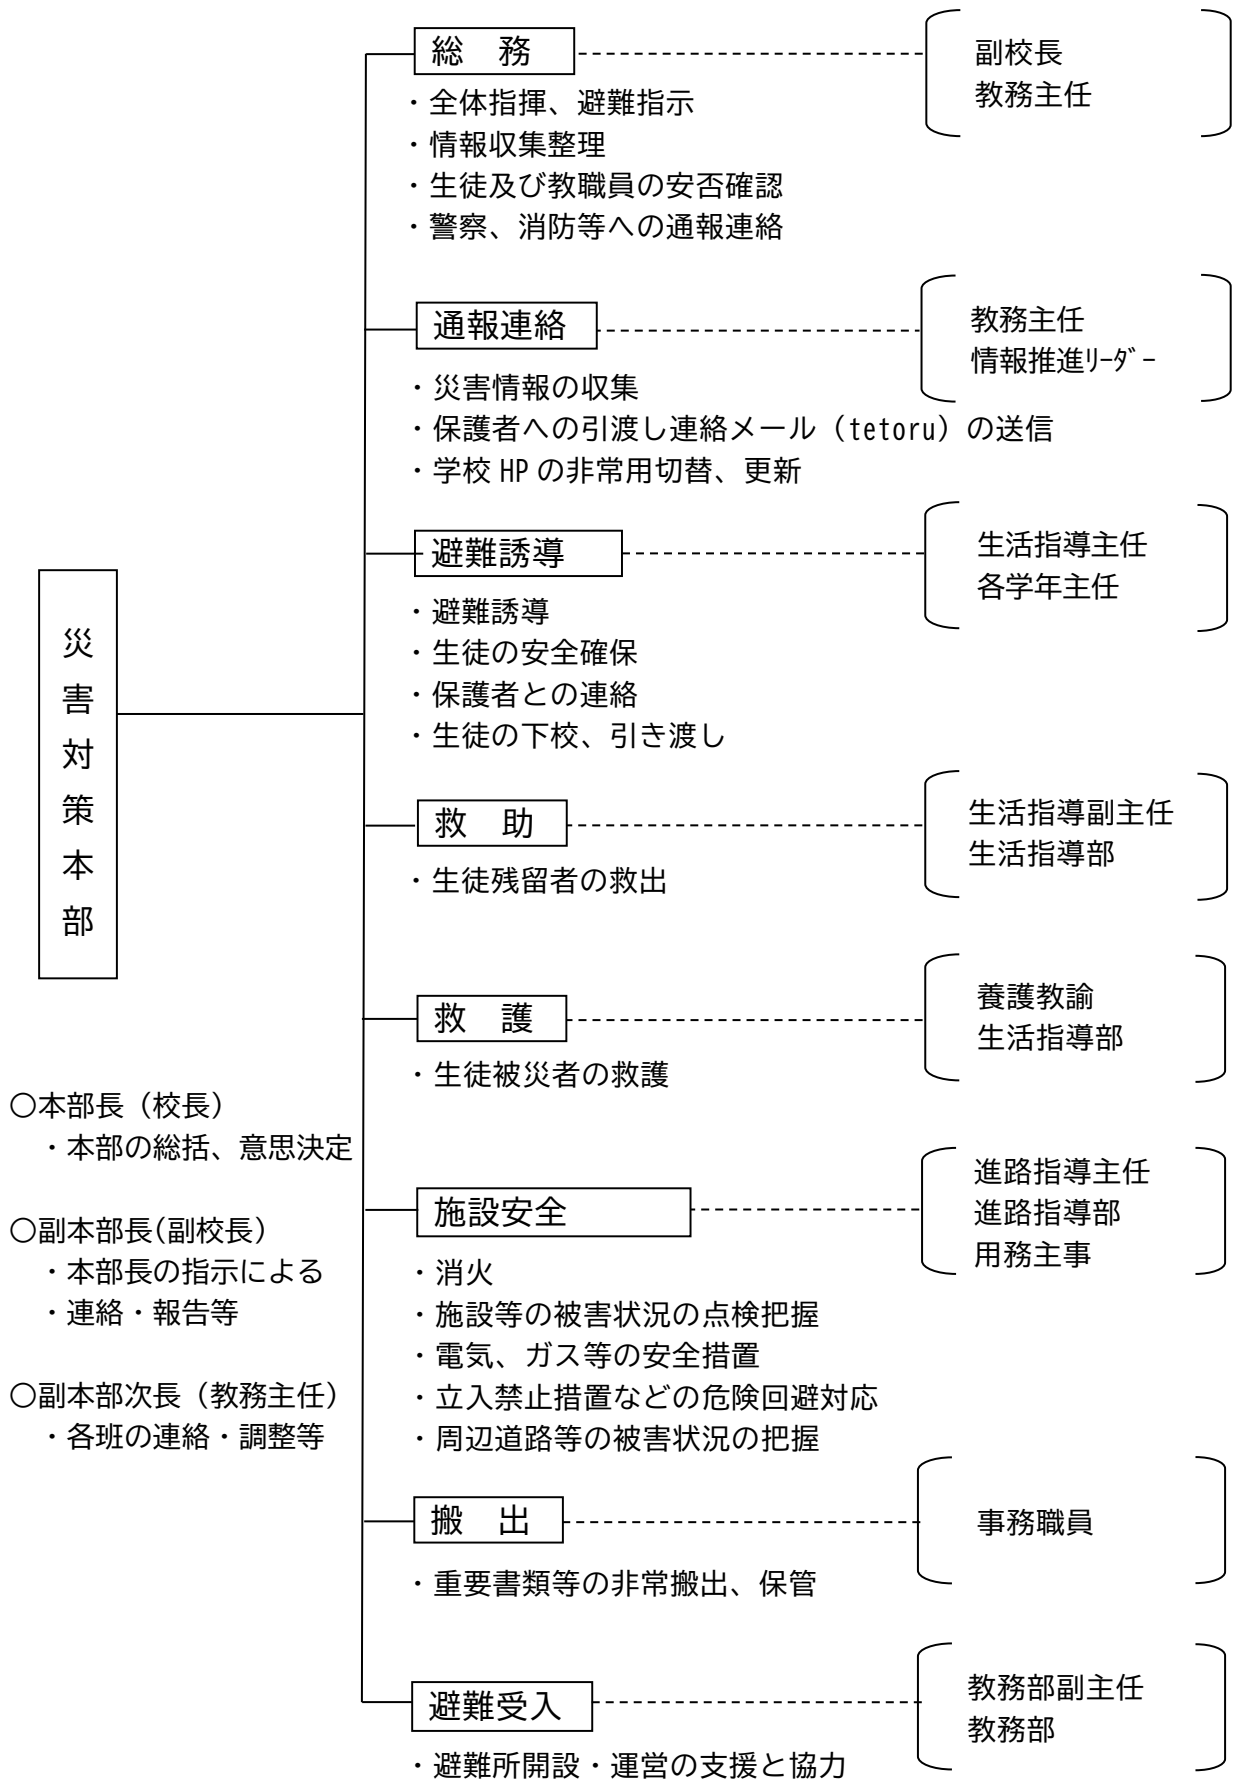 総　務
副校長
教務主任
・全体指揮、避難指示
・情報収集整理
・生徒及び教職員の安否確認
・警察、消防等への通報連絡
通報連絡
教務主任
情報推進ﾘｰﾀﾞｰ
・災害情報の収集
・保護者への引渡し連絡メール（tetoru）の送信
・学校 HP の非常用切替、更新
避難誘導
生活指導主任
各学年主任
・避難誘導
・生徒の安全確保
・保護者との連絡
・生徒の下校、引き渡し
災害対策本部
救　助
生活指導副主任
生活指導部
・生徒残留者の救出
救　護
養護教諭
生活指導部
・生徒被災者の救護
〇本部長（校長）
・本部の総括、意思決定
〇副本部長(副校長）
・本部長の指示による
・連絡・報告等
〇副本部次長（教務主任）
・各班の連絡・調整等
施設安全
進路指導主任
進路指導部
用務主事
・消火
・施設等の被害状況の点検把握
・電気、ガス等の安全措置
・立入禁止措置などの危険回避対応
・周辺道路等の被害状況の把握
搬　出
事務職員
・重要書類等の非常搬出、保管
避難受入
教務部副主任
教務部
・避難所開設・運営の支援と協力